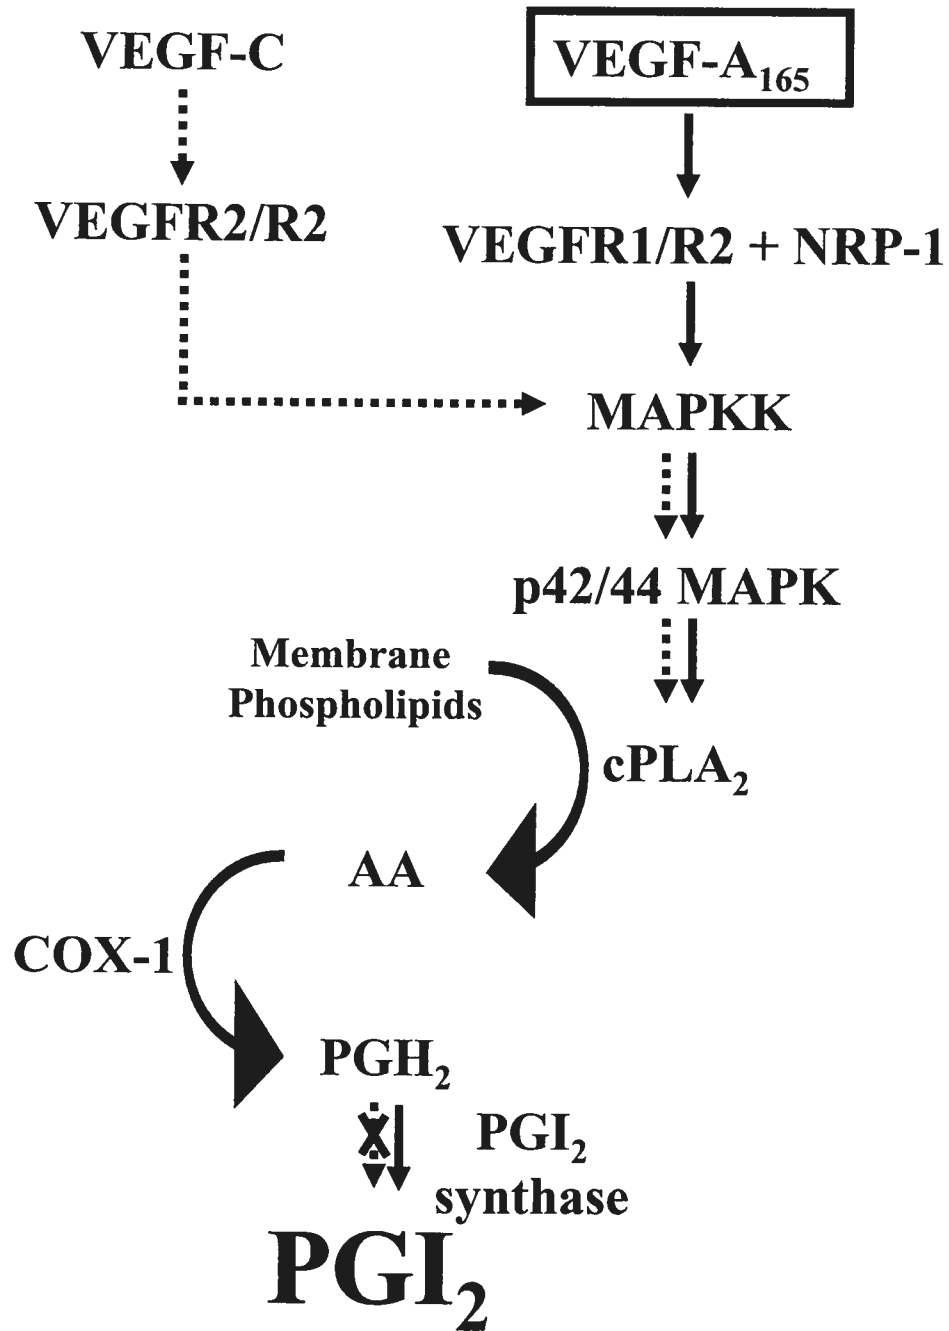 VEGF-C
VEGF-A165
VEGFR2/R2
VEGFR1/R2 + NRP-1
MAPKK
p42/44 MAPK
Membrane
Phospholipids
cPLA2
AA
COX-1
PGH2
PGI2
synthase
PGI2